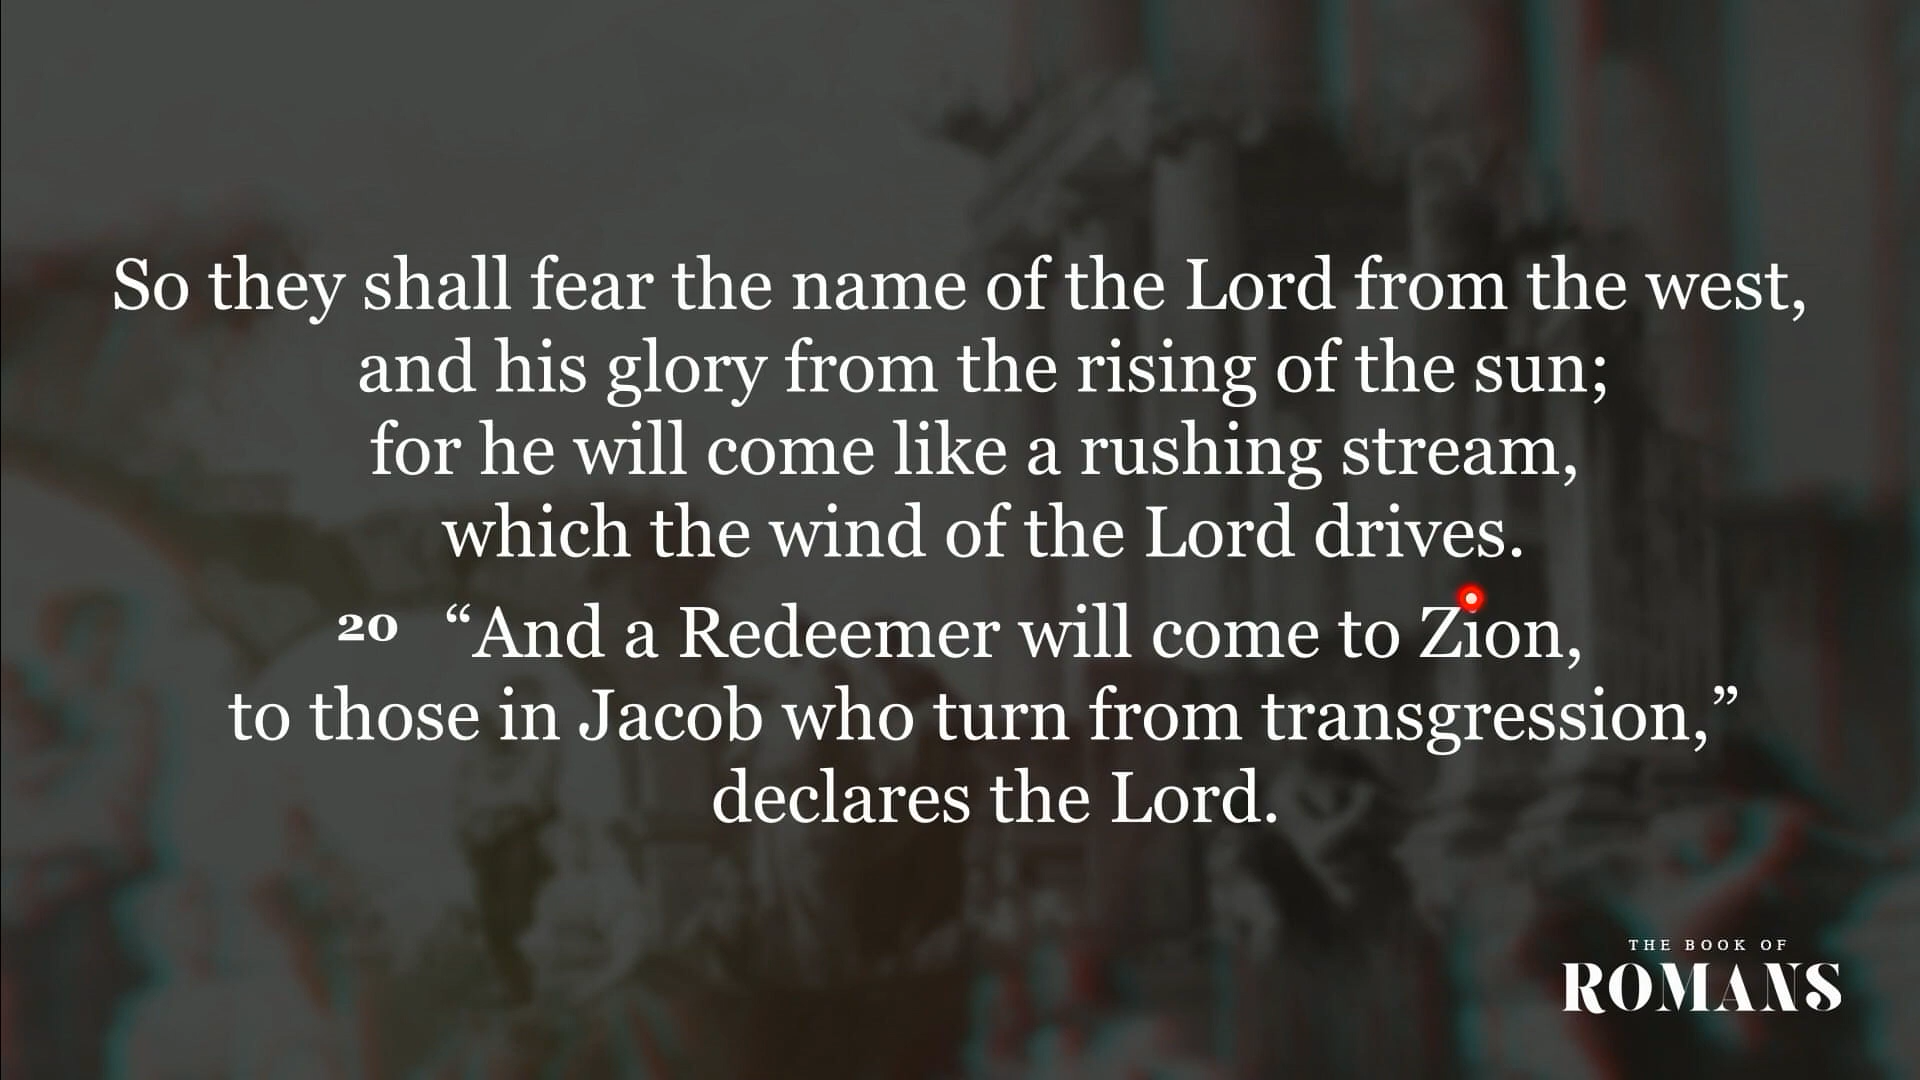 So they shall fear the name of the Lord from the west,
and his glory from the rising of the sun;
for he will come like a rushing stream,
which the wind of the Lord drives.
20 “And a Redeemer will come to Zion,
to those in Jacob who turn from transgression,”
declares the Lord.
THE BOOK OF
ROMANS